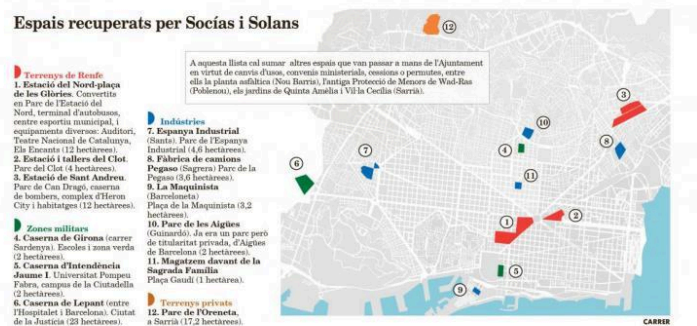 Espais recuperats per Socías i Solans
A aquesta llista cal sumar altres espais que van passar a mans de l'Ajuntament
en virtut de canvis d'usos, convenis ministerials, cessions o permutes, entre
ells la planta asfàltica (Nou Barris), l'antiga Protecció de Menors de Wad-Ras
(Poblenou), els jardins de Quinta Amèlia i Vil·la Cecília (Sarrià).
Terrenys de Renfe
1. Estació del Nord-plaça
de les Glòries. Convertits
en Parc de l'Estació del
Nord, terminal d'autobusos,
centre esportiu municipal, i
equipaments diversos: Auditori,
Teatre Nacional de Catalunya,
Els Encants (12 hectàrees).
2. Estació i tallers del Clot.
Parc del Clot (4 hectàrees).
3. Estació de Sant Andreu.
Parc de Can Dragó, caserna
de bombers, complex d'Heron
City i habitatges (12 hectàrees).
Zones militars
4. Caserna de Girona (carrer
Sardenya). Escoles i zona verda
(2 hectàrees).
5. Caserna d'Intendència
Jaume I. Universitat Pompeu
Fabra, campus de la Ciutadella
(2 hectàrees).
6. Caserna de Lepant (entre
l'Hospitalet i Barcelona). Ciutat
de la Justícia (23 hectàrees).
Indústries
7. Espanya Industrial
(Sants). Parc de l'Espanya
Industrial (4,6 hectàrees).
8. Fàbrica de camions
Pegaso (Sagrera) Parc de la
Pegaso (3,6 hectàrees).
9. La Maquinista
(Barceloneta)
Plaça de la Maquinista (3,2
hectàrees).
10. Parc de les Aigües
(Guinardó). Ja era un parc però
de titularitat privada, d'Aigües
de Barcelona (2 hectàrees).
11. Magatzem davant de la
Sagrada Família
Plaça Gaudí (1 hectàrea).
Terrenys privats
12. Parc de l'Oreneta,
a Sarrià (17,2 hectàrees).
12
3
10
4
8
7
6
11
1
2
5
9
CARRER